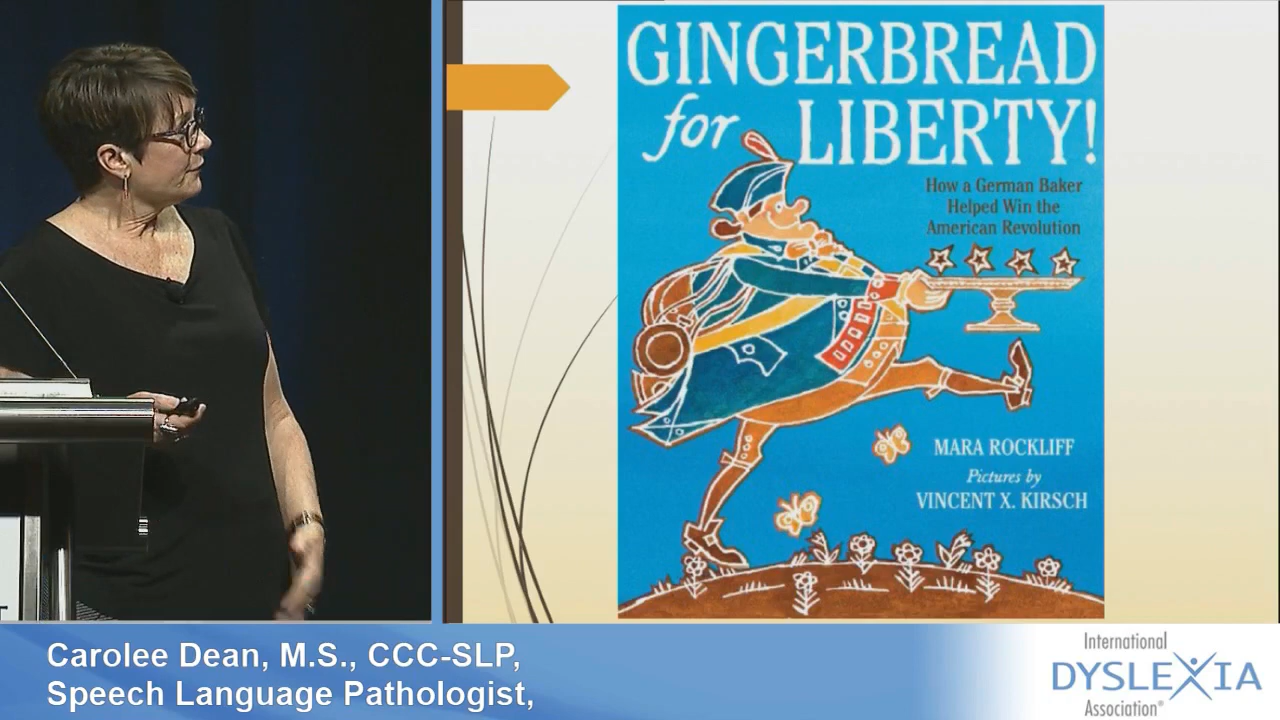 GINGERBREAD
for LIBERTY!
How a German Baker
Helped Win the
American Revolution
MARA ROCKLIFF
Pictures by
VINCENT X. KIRSCH
Carolee Dean, M.S., CCC-SLP,
Speech Language Pathologist,
International
DYSLEXIA
Association®